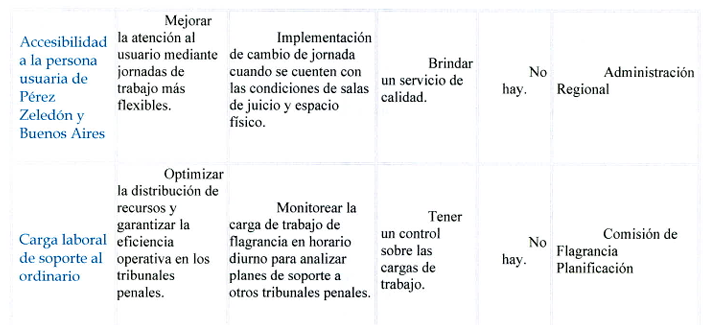 Accesibilidad
a la persona
usuaria de
Pérez
Zeledón y
Buenos Aires
Mejorar
la atención al
usuario mediante
jornadas de
trabajo más
flexibles.
Implementación
de cambio de jornada
cuando se cuenten con
las condiciones de salas
de juicio y espacio
físico.
Brindar
un servicio de
calidad.
No
hay.
Administración
Regional
Carga laboral
de soporte al
ordinario
Optimizar
la distribución de
recursos y
garantizar la
eficiencia
operativa en los
tribunales
penales.
Monitorear la
carga de trabajo de
flagrancia en horario
diurno para analizar
planes de soporte a
otros tribunales penales.
Tener
un control
sobre las
cargas de
trabajo.
No
hay.
Comisión de
Flagrancia
Planificación